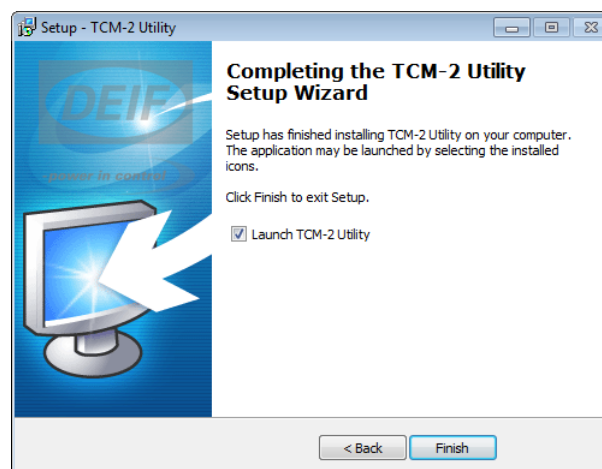 Setup - TCM-2 Utility
DEIF
power in control
Completing the TCM-2 Utility
Setup Wizard
Setup has finished installing TCM-2 Utility on your computer.
The application may be launched by selecting the installed
icons.
Click Finish to exit Setup.
Launch TCM-2 Utility
< Back
Finish